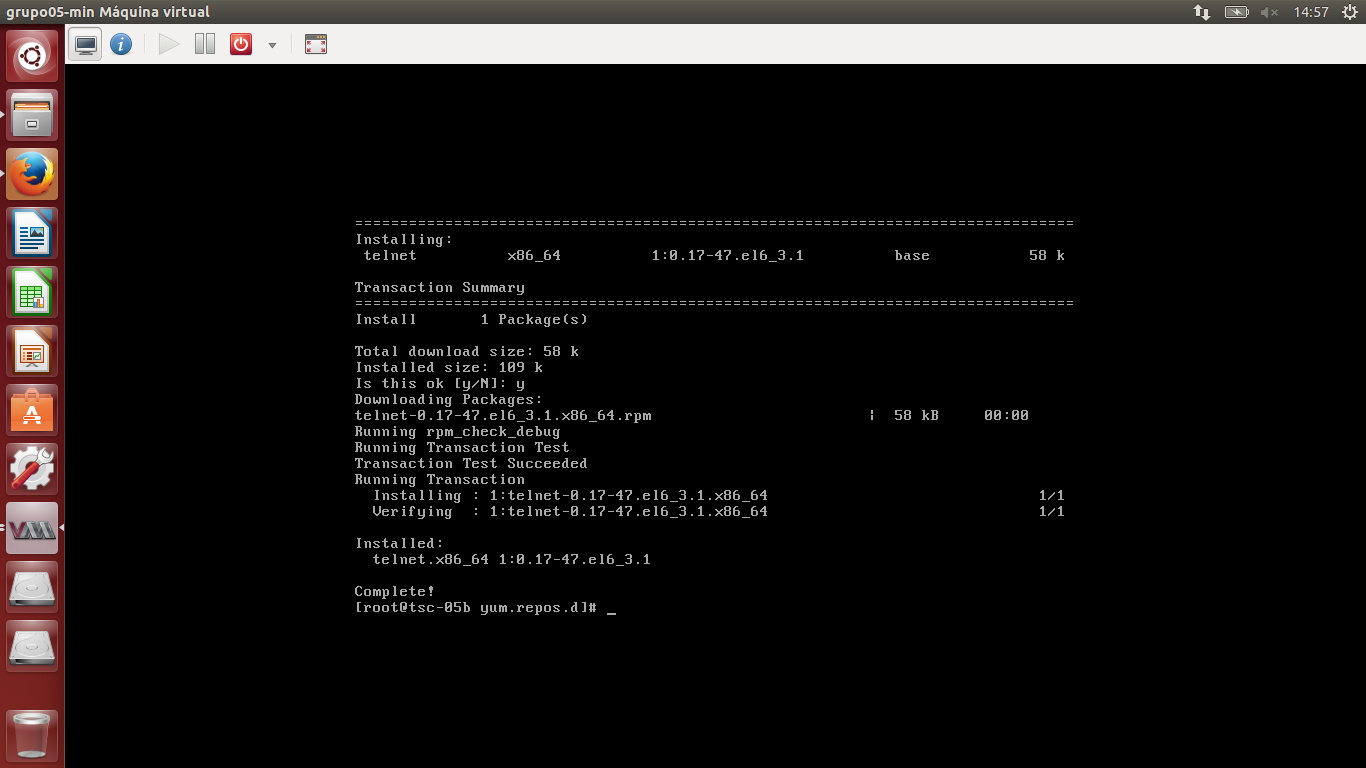 grupo05-min Máquina virtual
14:57
================================================================================
Installing:
telnet x86_64 1:0.17-47.el6_3.1 base 58 k
Transaction Summary
================================================================================
Install 1 Package(s)
Total download size: 58 k
Installed size: 109 k
Is this ok [y/N]: y
Downloading Packages:
telnet-0.17-47.el6_3.1.x86_64.rpm | 58 kB 00:00
Running rpm_check_debug
Running Transaction Test
Transaction Test Succeeded
Running Transaction
Installing : 1:telnet-0.17-47.el6_3.1.x86_64 1/1
Verifying : 1:telnet-0.17-47.el6_3.1.x86_64 1/1
Installed:
telnet.x86_64 1:0.17-47.el6_3.1
Complete!
[root@tsc-05b yum.repos.d]# _